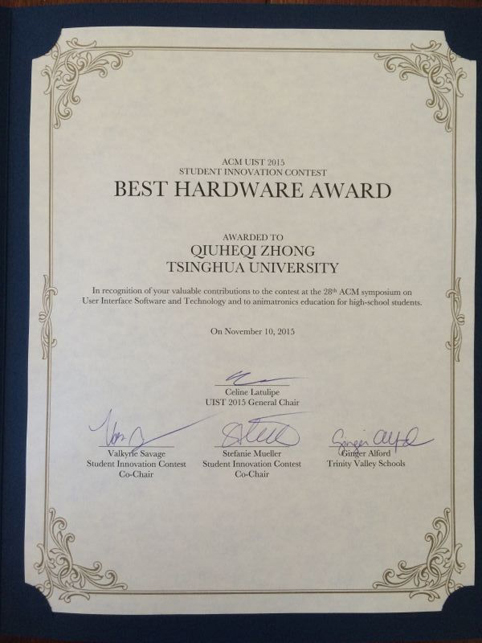 ACM UIST 2015
STUDENT INNOVATION CONTEST
BEST HARDWARE AWARD
AWARDED TO
QIUHEQI ZHONG
TSINGHUA UNIVERSITY
In recognition of your valuable contributions to the contest at the 28th ACM symposium on
User Interface Software and Technology and to animatronics education for high-school students.
On November 10, 2015
Celine Latulipe
UIST 2015 General Chair
Valkyrie Savage
Student Innovation Contest
Co-Chair
Stefanie Mueller
Student Innovation Contest
Co-Chair
Ginger Alford
Ginger Alford
Trinity Valley Schools